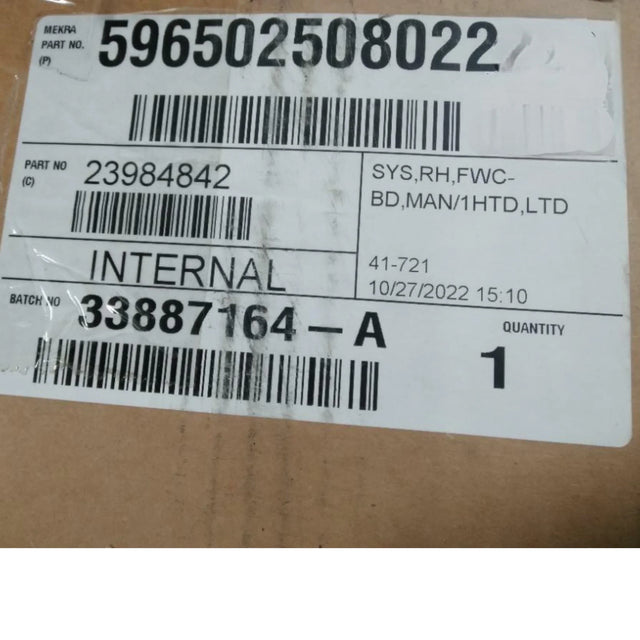 MEKRA
PART NO.
(P)
596502508022
PART NO
(C)
23984842
SYS,RH,FWC-
BD,MAN/1HTD,LTD
INTERNAL
41-721
10/27/2022 15:10
BATCH NO
33887164-A
QUANTITY
1